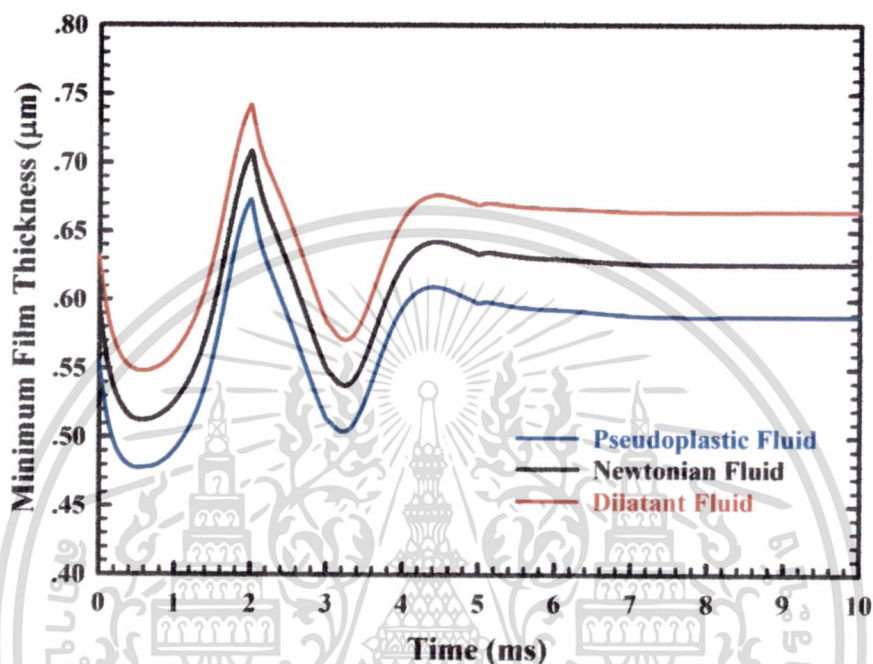 .80
.75
.70
.65
.60
.55
.50
.45
.40
Minimum Film Thickness (μm)
Pseudoplastic Fluid
Newtonian Fluid
Dilatant Fluid
0 1 2 3 4 5 6 7 8 9 10
Time (ms)